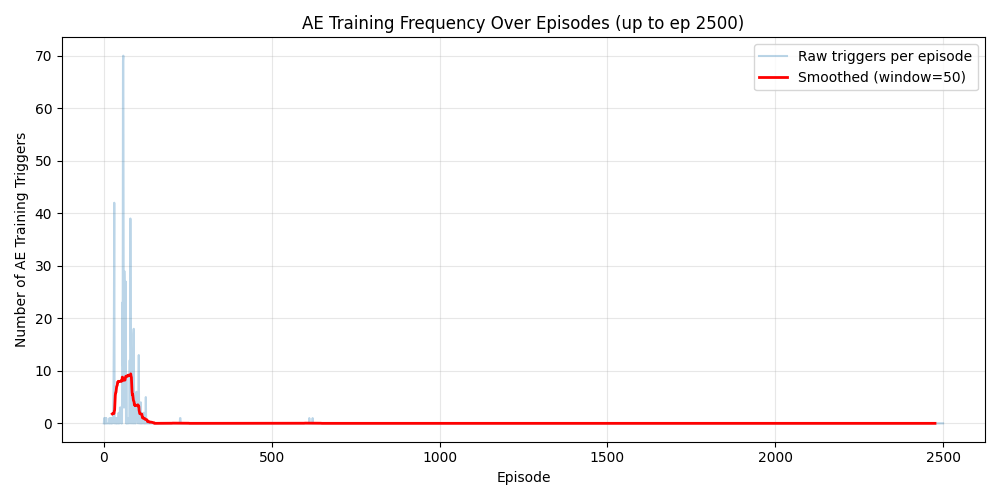 AE Training Frequency Over Episodes (up to ep 2500)
Raw triggers per episode
Smoothed (window=50)
Number of AE Training Triggers
70
60
50
40
30
20
10
0
0 500 1000 1500 2000 2500
Episode